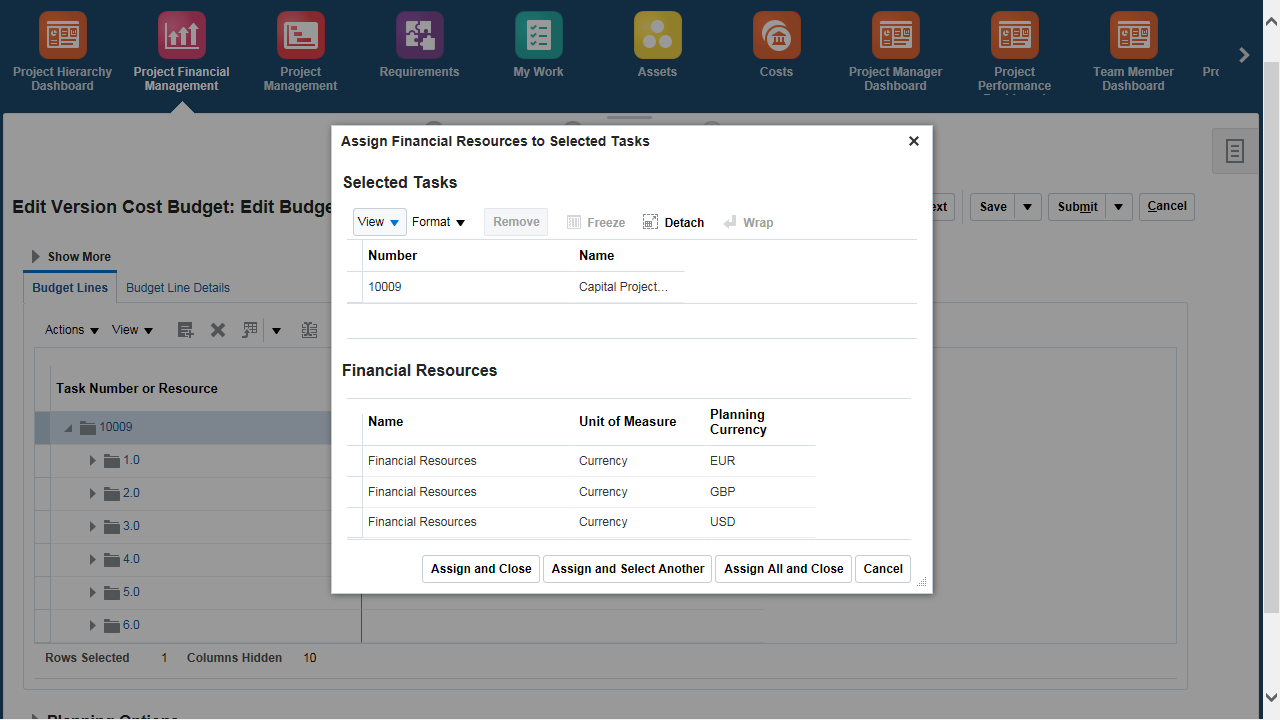 Project Hierarchy
Dashboard
Project Financial
Management
Project
Management
Requirements
My Work
Assets
Costs
Project Manager
Dashboard
Project
Performance
Team Member
Dashboard
Assign Financial Resources to Selected Tasks
Selected Tasks
Edit Version Cost Budget: Edit Budge
Save
Submit
Cancel
View
Format
Remove
Freeze
Detach
Wrap
Show More
Number
Name
10009
Capital Project...
Budget Lines
Budget Line Details
Actions
View
Financial Resources
Task Number or Resource
Name
Unit of Measure
Planning
Currency
10009
1.0
2.0
3.0
4.0
5.0
6.0
Financial Resources
Currency
EUR
Financial Resources
Currency
GBP
Financial Resources
Currency
USD
Assign and Close
Assign and Select Another
Assign All and Close
Cancel
Rows Selected 1 Columns Hidden 10
Planning Options